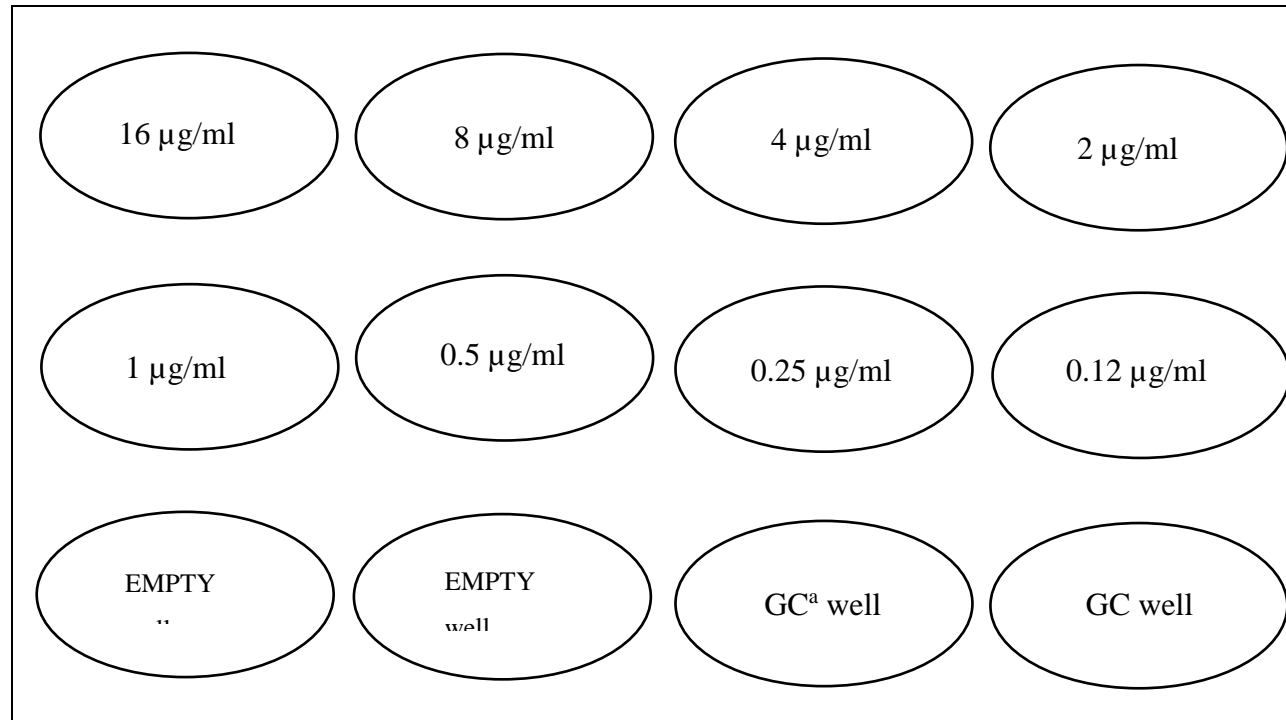 16 µg/ml
8 µg/ml
4 µg/ml
2 µg/ml
1 µg/ml
0.5 µg/ml
0.25 µg/ml
0.12 µg/ml
EMPTY
EMPTY
well
GCᵃ well
GC well